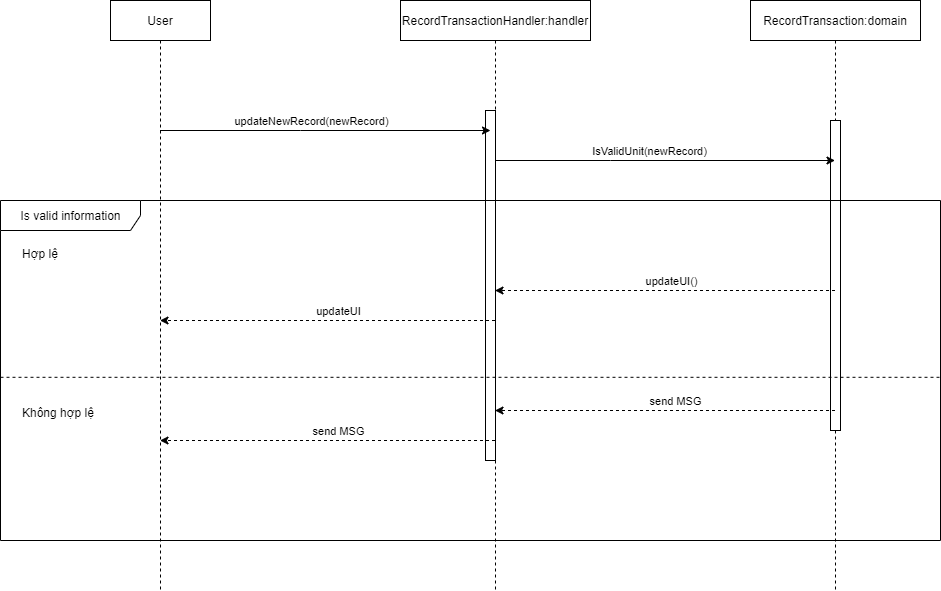 User
RecordTransactionHandler:handler
RecordTransaction:domain
updateNewRecord(newRecord)
IsValidUnit(newRecord)
Is valid information
Hợp lệ
updateUI()
updateUI
send MSG
Không hợp lệ
send MSG